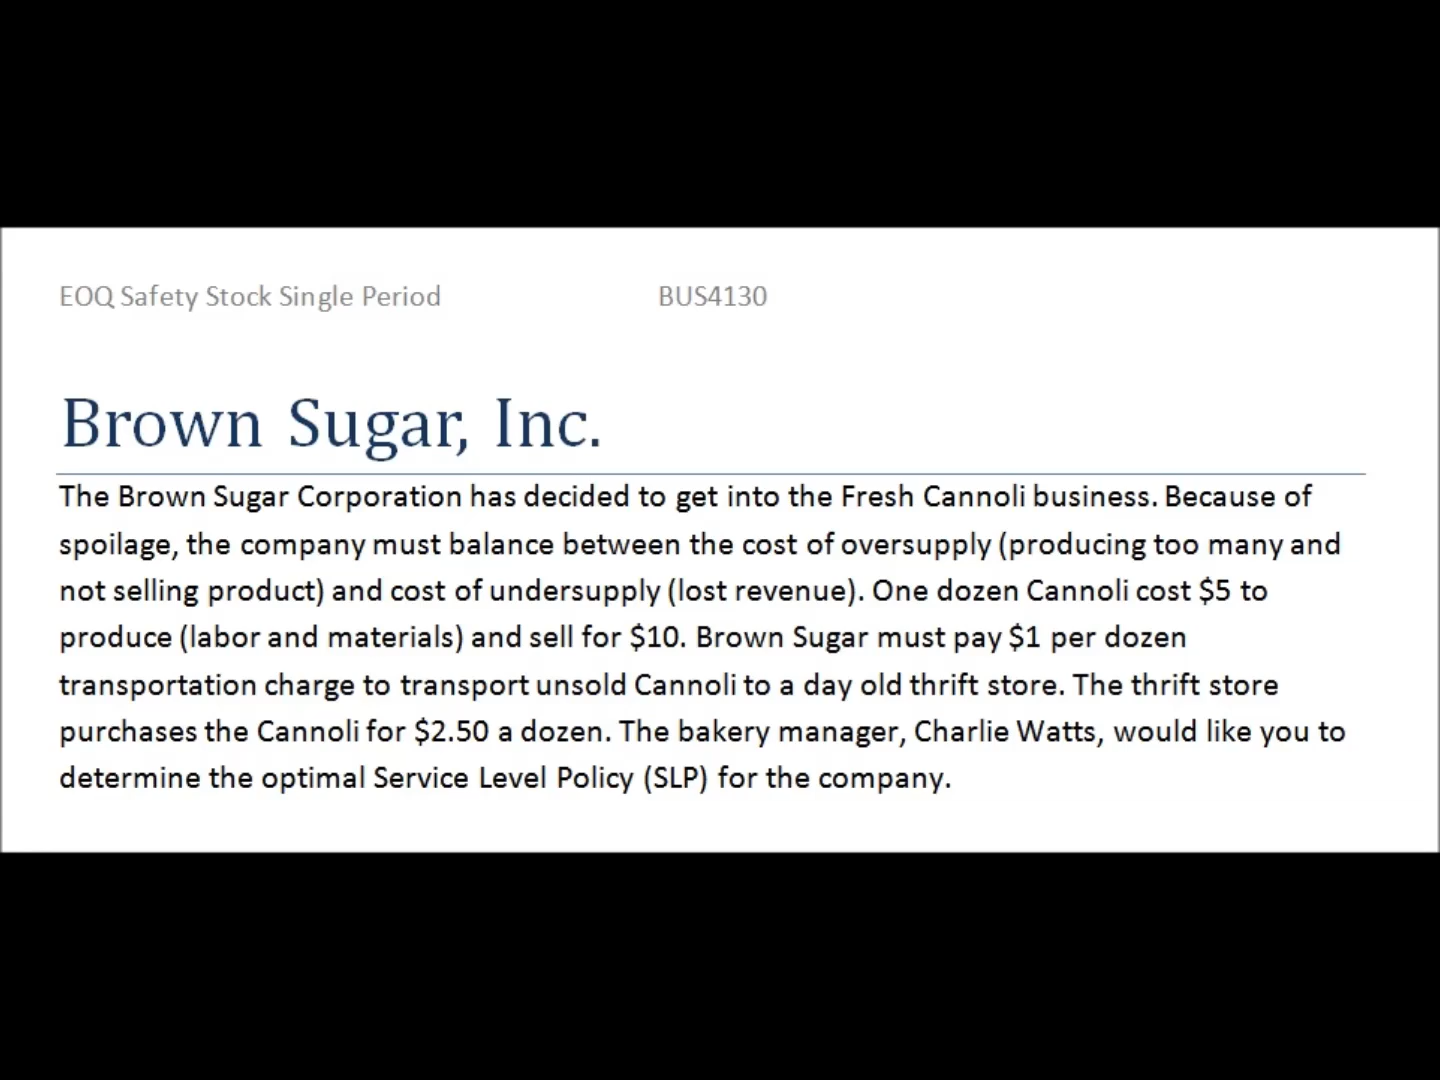 EOQ Safety Stock Single Period BUS4130
Brown Sugar, Inc.
The Brown Sugar Corporation has decided to get into the Fresh Cannoli business. Because of
spoilage, the company must balance between the cost of oversupply (producing too many and
not selling product) and cost of undersupply (lost revenue). One dozen Cannoli cost $5 to
produce (labor and materials) and sell for $10. Brown Sugar must pay $1 per dozen
transportation charge to transport unsold Cannoli to a day old thrift store. The thrift store
purchases the Cannoli for $2.50 a dozen. The bakery manager, Charlie Watts, would like you to
determine the optimal Service Level Policy (SLP) for the company.